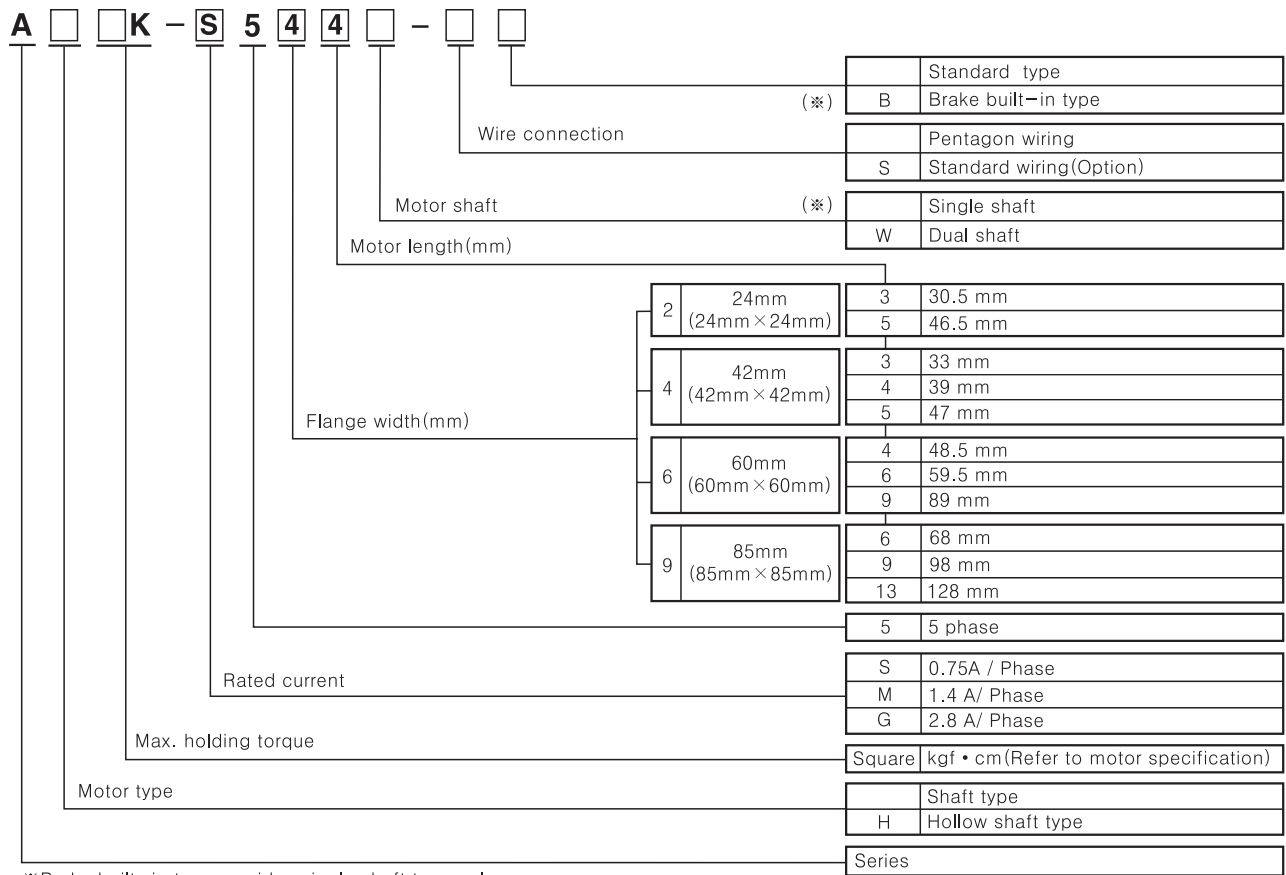 A K - S 5 4 4 -
Standard type
(※) B Brake built-in type
Wire connection
Pentagon wiring
S Standard wiring(Option)
Motor shaft (※) Single shaft
W Dual shaft
Motor length(mm)
2 24mm (24mm×24mm)
3 30.5 mm
5 46.5 mm
4 42mm (42mm×42mm)
3 33 mm
4 39 mm
5 47 mm
Flange width(mm)
6 60mm (60mm×60mm)
4 48.5 mm
6 59.5 mm
9 89 mm
9 85mm (85mm×85mm)
6 68 mm
9 98 mm
13 128 mm
5 5 phase
Rated current
S 0.75A / Phase
M 1.4 A/ Phase
G 2.8 A/ Phase
Max. holding torque
Square kgf•cm(Refer to motor specification)
Motor type
Shaft type
H Hollow shaft type
Series